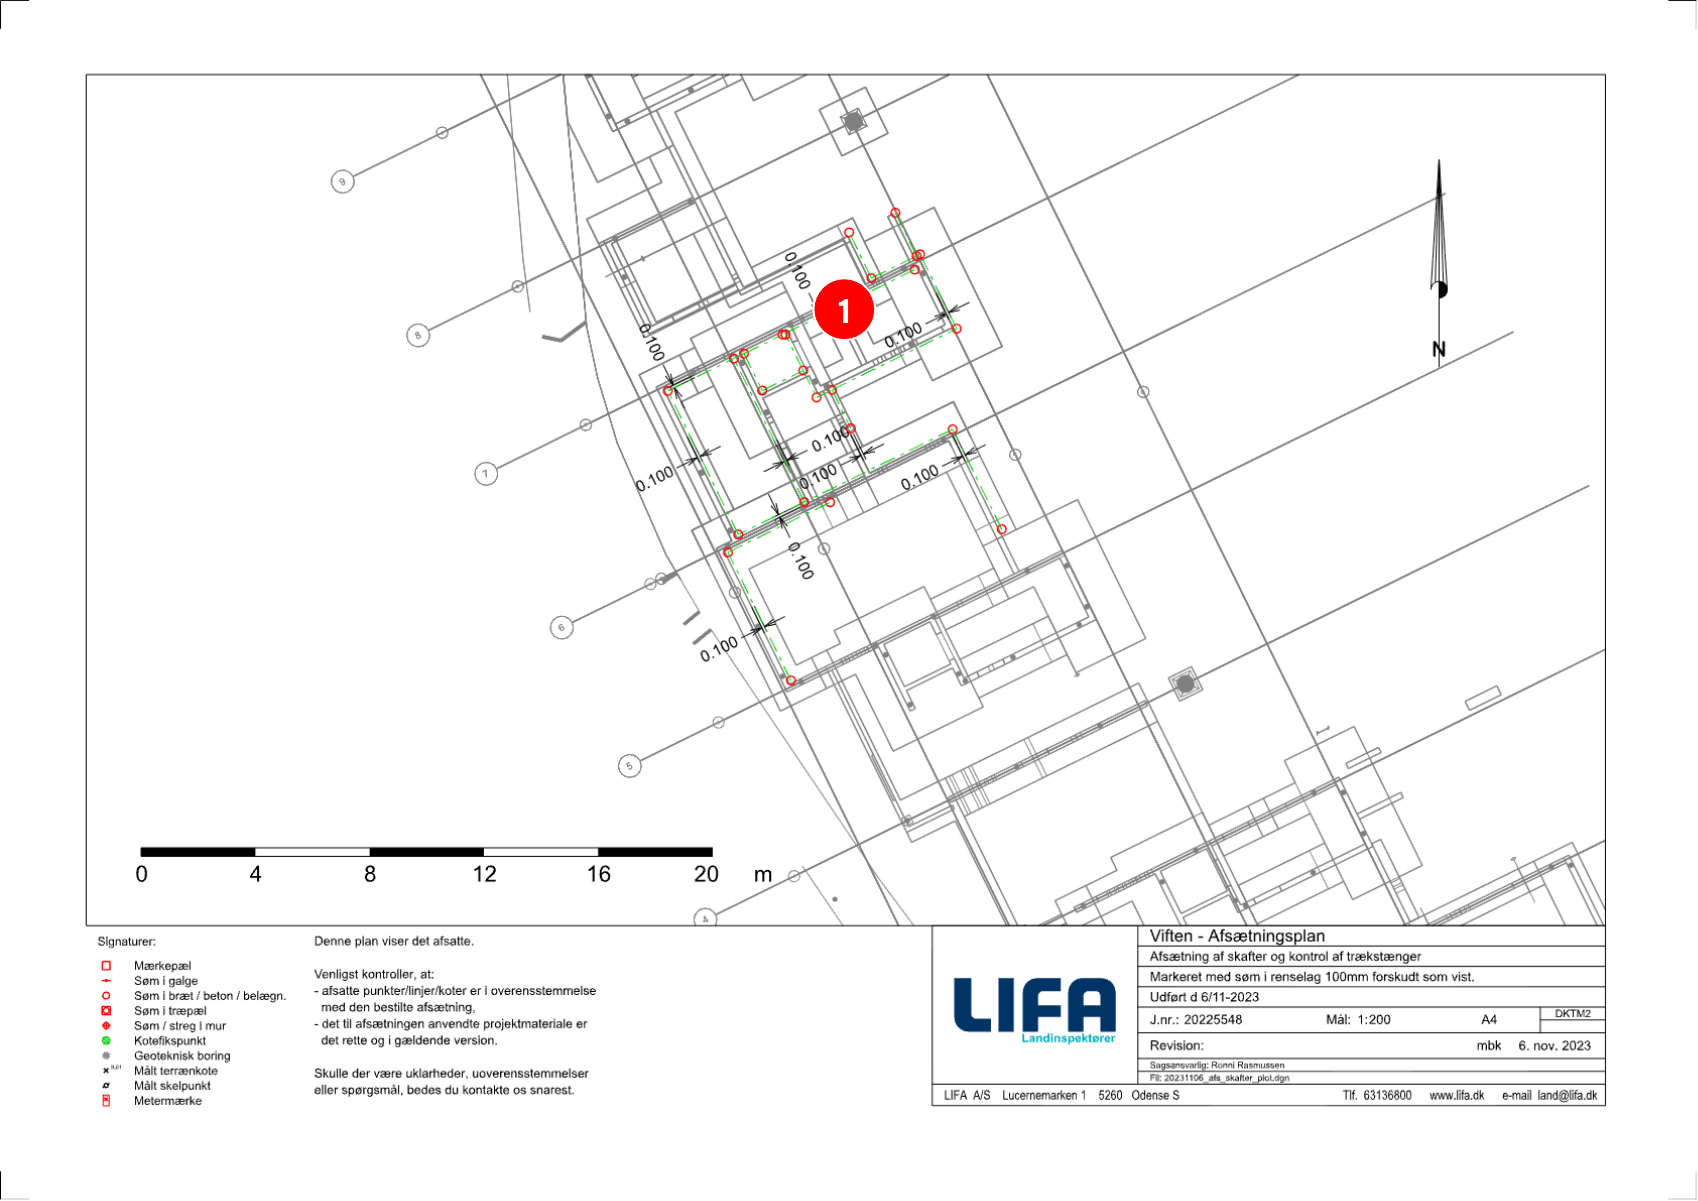 9
8
7
6
5
4
1
0.100
0.100
0.100
0.100
0.100
0.100
0.100
0.100
0.100
N
0 4 8 12 16 20 m
Signaturer:
Mærkepæl
Søm i galge
Søm i bræt / beton / belægn.
Søm i træpæl
Søm / streg i mur
Kotefikspunkt
Geoteknisk boring
Målt terrænkote
Målt skelpunkt
Metermærke
Denne plan viser det afsatte.
Venligst kontroller, at:
- afsatte punkter/linjer/koter er i overensstemmelse
med den bestilte afsætning,
- det til afsætningen anvendte projektmateriale er
det rette og i gældende version.
Skulle der være uklarheder, uoverensstemmelser
eller spørgsmål, bedes du kontakte os snarest.
LIFA
Landinspektører
Viften - Afsætningsplan
Afsætning af skafter og kontrol af trækstænger
Markeret med søm i renselag 100mm forskudt som vist.
Udført d 6/11-2023
J.nr.: 20225548 Mål: 1:200 A4 DKTM2
Revision: mbk 6. nov. 2023
Sagsansvarlig: Ronni Rasmussen
Fil: 20231106_afs_skafter_plot.dgn
LIFA A/S Lucernemarken 1 5260 Odense S Tlf. 63136800 www.lifa.dk e-mail land@lifa.dk